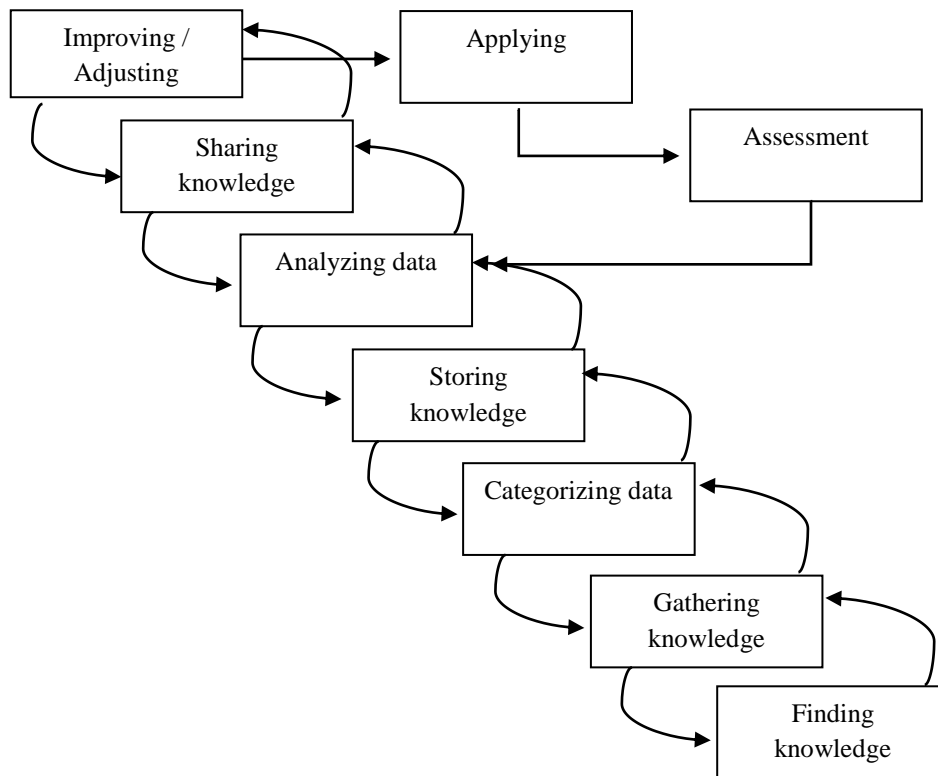 Improving /
Adjusting
Applying
Assessment
Sharing
knowledge
Analyzing data
Storing
knowledge
Categorizing data
Gathering
knowledge
Finding
knowledge